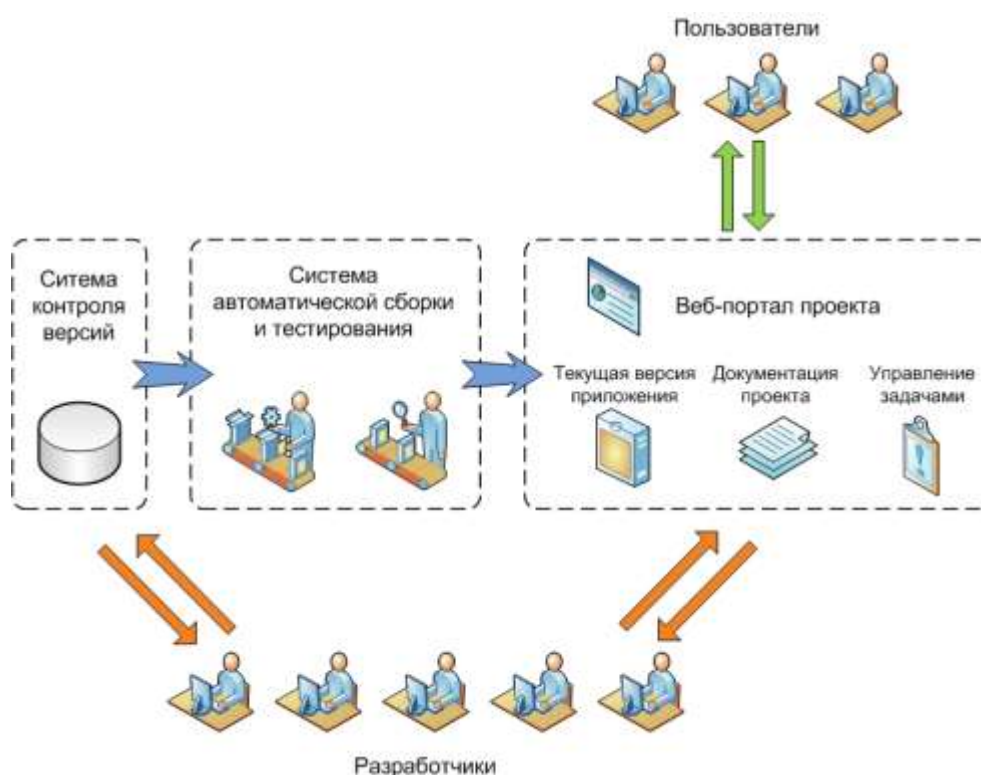 Пользователи
Ситема
контроля
версий
Система
автоматической сборки
и тестирования
Веб-портал проекта
Текущая версия
приложения
Документация
проекта
Управление
задачами
Разработчики